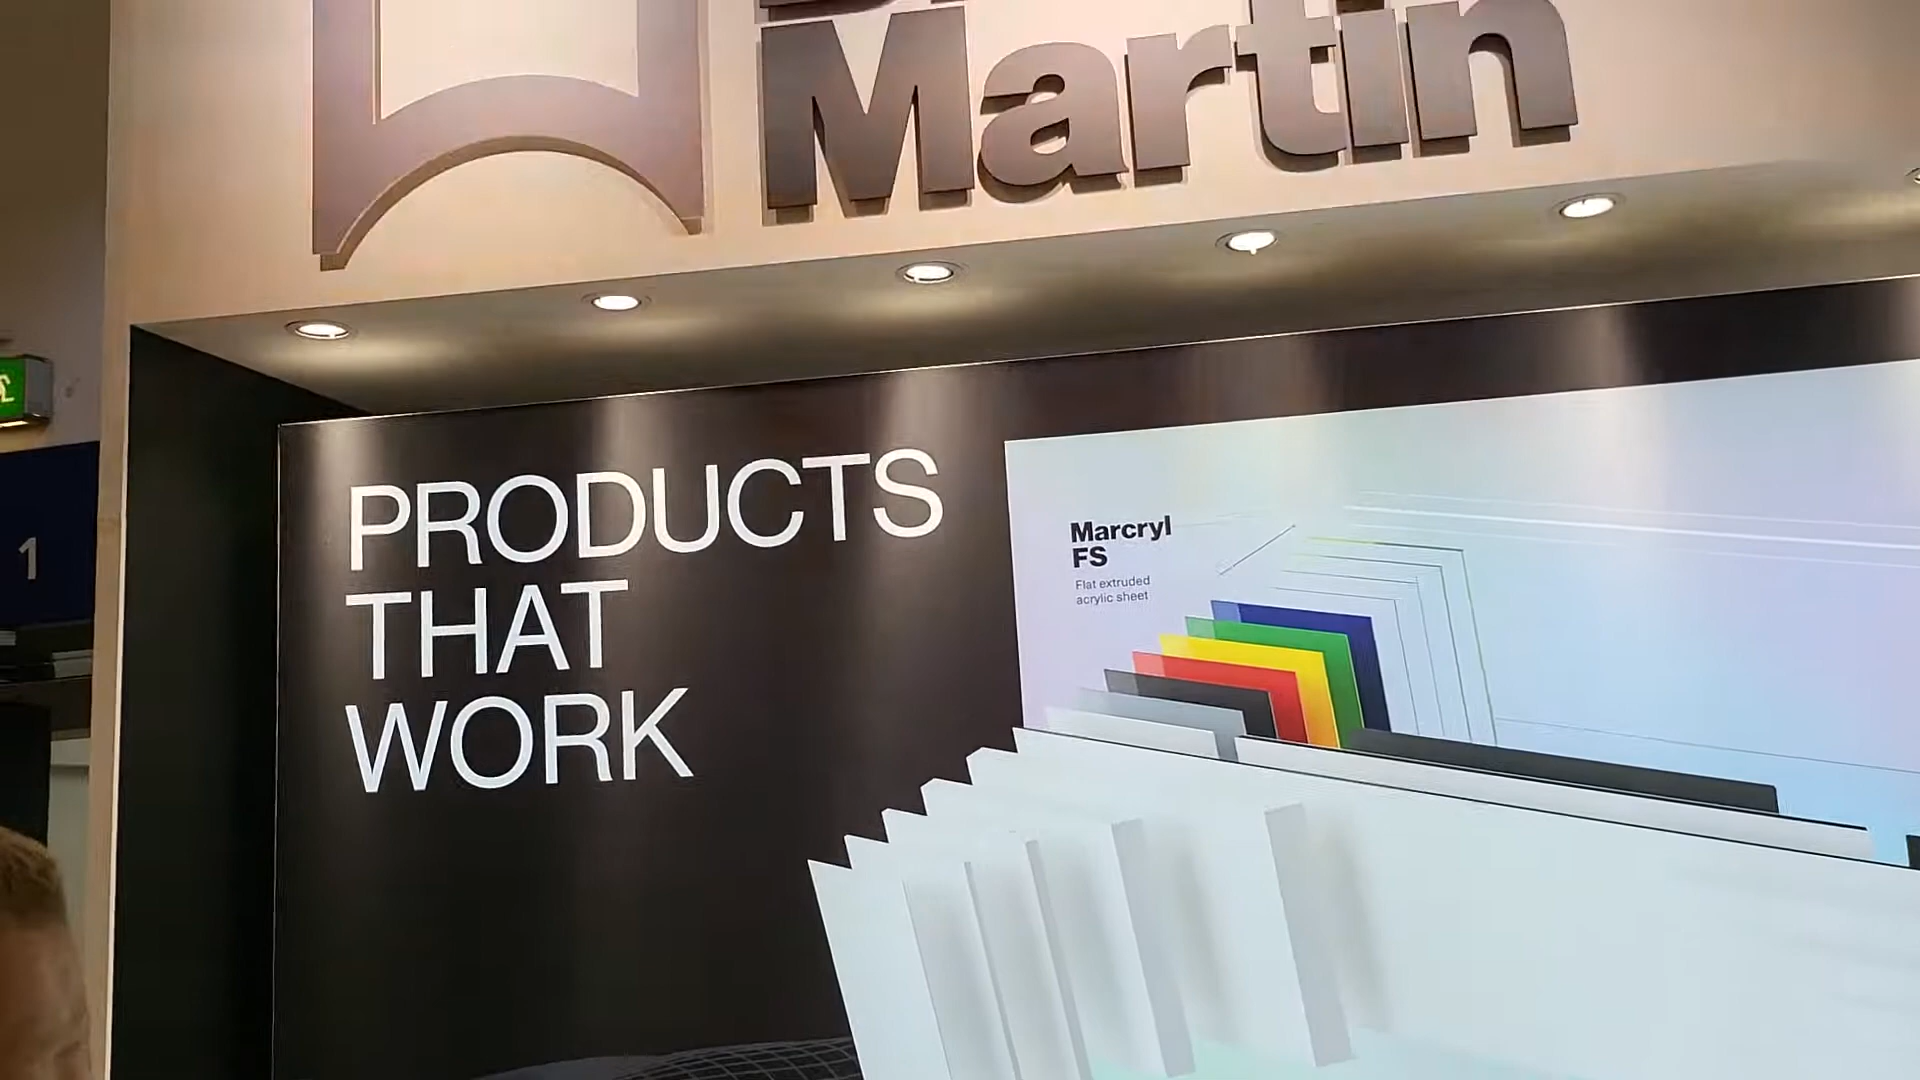 Martin
PRODUCTS
THAT
WORK
Marcryl
FS
Flat extruded
acrylic sheet
1